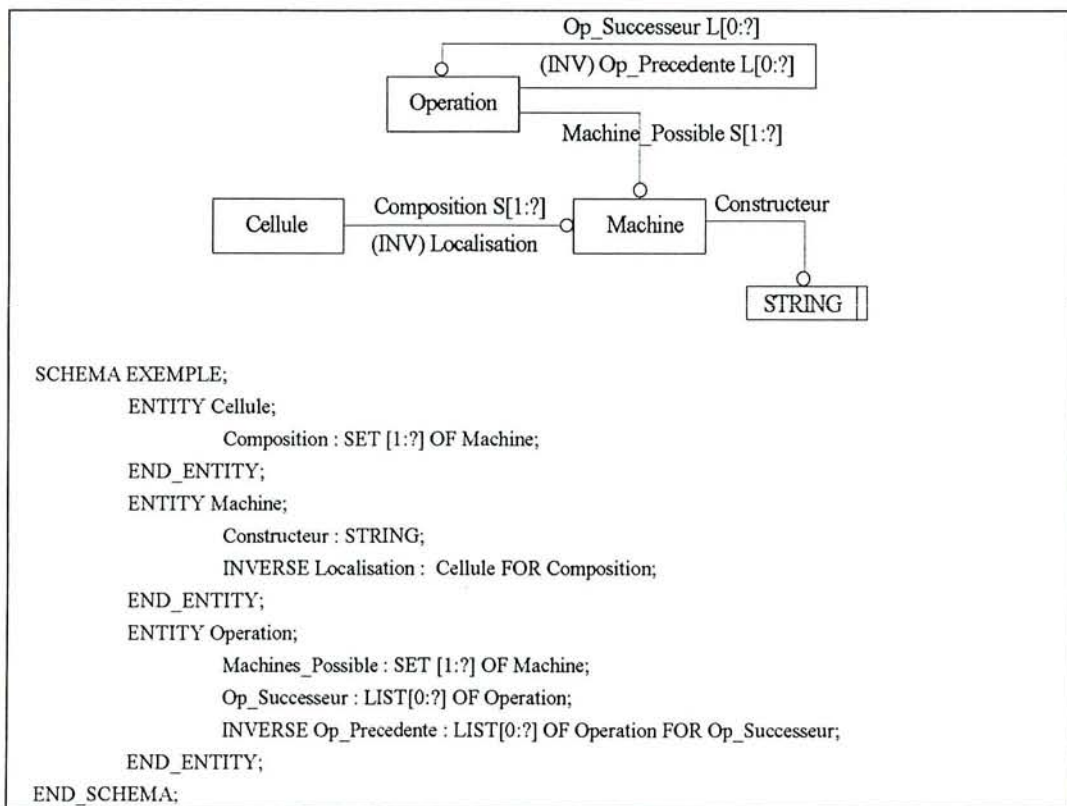 Op_Successeur L[0:?]
(INV) Op_Precedente L[0:?]
Operation
Machine_Possible S[1:?]
Cellule
Composition S[1:?]
(INV) Localisation
Machine
Constructeur
STRING
SCHEMA EXEMPLE;
ENTITY Cellule;
Composition : SET [1:?] OF Machine;
END_ENTITY;
ENTITY Machine;
Constructeur : STRING;
INVERSE Localisation : Cellule FOR Composition;
END_ENTITY;
ENTITY Operation;
Machines_Possible : SET [1:?] OF Machine;
Op_Successeur : LIST[0:?] OF Operation;
INVERSE Op_Precedente : LIST[0:?] OF Operation FOR Op_Successeur;
END_ENTITY;
END_SCHEMA;